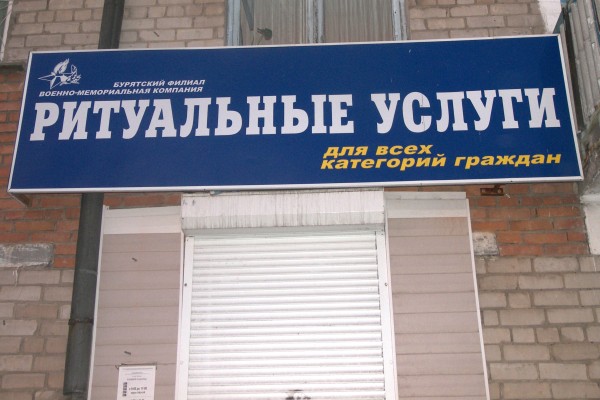 БУРЯТСКИЙ ФИЛИАЛ
ВОЕННО-МЕМОРИАЛЬНАЯ КОМПАНИЯ
РИТУАЛЬНЫЕ УСЛУГИ
для всех
категорий граждан